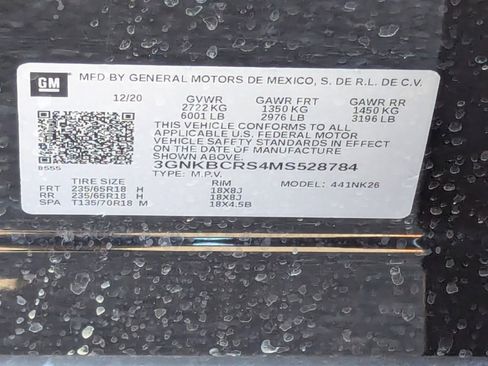 GM
MFD BY GENERAL MOTORS DE MEXICO, S. DE R.L. DE C.V.
12/20 GVWR GAWR FRT GAWR RR
2722 KG 1350 KG 1450 KG
6001 LB 2976 LB 3196 LB
THIS VEHICLE CONFORMS TO ALL
APPLICABLE U.S. FEDERAL MOTOR
VEHICLE SAFETY STANDARDS IN EFFECT
ON THE DATE OF MANUFACTURE
SHOWN ABOVE.
8555 3GNKBCRS4MS528784
TYPE: M.P.V.
TIRE SIZE RIM MODEL: 441NK26
FRT 235/65R18 H 18X8J
RR 235/65R18 H 18X8J
SPA T135/70R18 M 18X4.5B